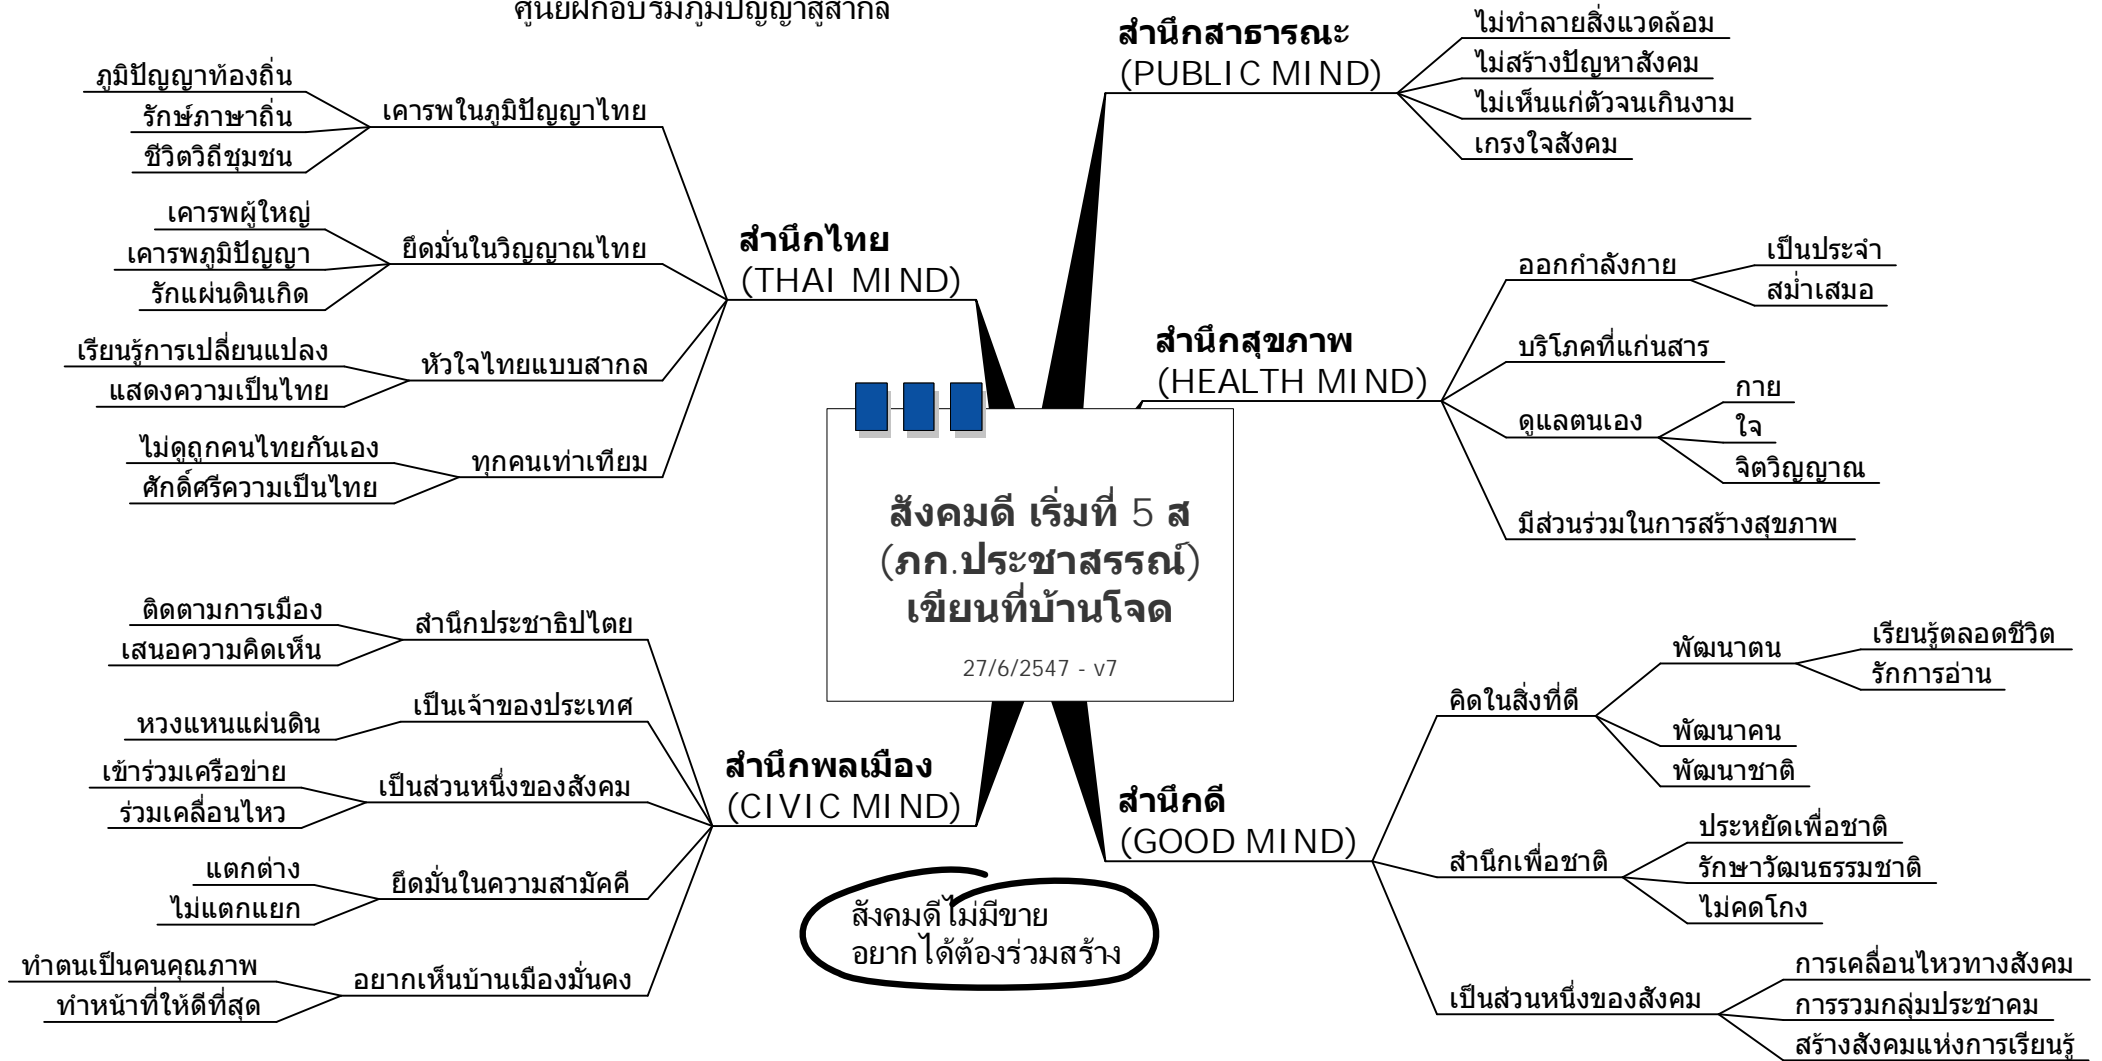 ศูนย์ฝึกอบรมภูมิปัญญาสู่สากล
สำนึกสาธารณะ
(PUBLIC MIND)
ไม่ทำลายสิ่งแวดล้อม
ไม่สร้างปัญหาสังคม
ไม่เห็นแก่ตัวจนเกินงาม
เกรงใจสังคม
สำนึกสุขภาพ
(HEALTH MIND)
ออกกำลังกาย
เป็นประจำ
สม่ำเสมอ
บริโภคที่แก่นสาร
ดูแลตนเอง
กาย
ใจ
จิตวิญญาณ
มีส่วนร่วมในการสร้างสุขภาพ
สำนึกดี
(GOOD MIND)
คิดในสิ่งที่ดี
พัฒนาตน
เรียนรู้ตลอดชีวิต
รักการอ่าน
พัฒนาคน
พัฒนาชาติ
สำนึกเพื่อชาติ
ประหยัดเพื่อชาติ
รักษาวัฒนธรรมชาติ
ไม่คดโกง
เป็นส่วนหนึ่งของสังคม
การเคลื่อนไหวทางสังคม
การรวมกลุ่มประชาคม
สร้างสังคมแห่งการเรียนรู้
สำนึกไทย
(THAI MIND)
เคารพในภูมิปัญญาไทย
ภูมิปัญญาท้องถิ่น
รักษ์ภาษาถิ่น
ชีวิตวิถีชุมชน
ยึดมั่นในวิญญาณไทย
เคารพผู้ใหญ่
เคารพภูมิปัญญา
รักแผ่นดินเกิด
หัวใจไทยแบบสากล
เรียนรู้การเปลี่ยนแปลง
แสดงความเป็นไทย
ทุกคนเท่าเทียม
ไม่ดูถูกคนไทยกันเอง
ศักดิ์ศรีความเป็นไทย
สำนึกพลเมือง
(CIVIC MIND)
สำนึกประชาธิปไตย
ติดตามการเมือง
เสนอความคิดเห็น
เป็นเจ้าของประเทศ
หวงแหนแผ่นดิน
เป็นส่วนหนึ่งของสังคม
เข้าร่วมเครือข่าย
ร่วมเคลื่อนไหว
ยึดมั่นในความสามัคคี
แตกต่าง
ไม่แตกแยก
อยากเห็นบ้านเมืองมั่นคง
ทำตนเป็นคนคุณภาพ
ทำหน้าที่ให้ดีที่สุด
สังคมดี เริ่มที่ 5 ส
(ภก.ประชาสรรณ์)
เขียนที่บ้านโจด
27/6/2547 - v7
สังคมดีไม่มีขาย
อยากได้ต้องร่วมสร้าง